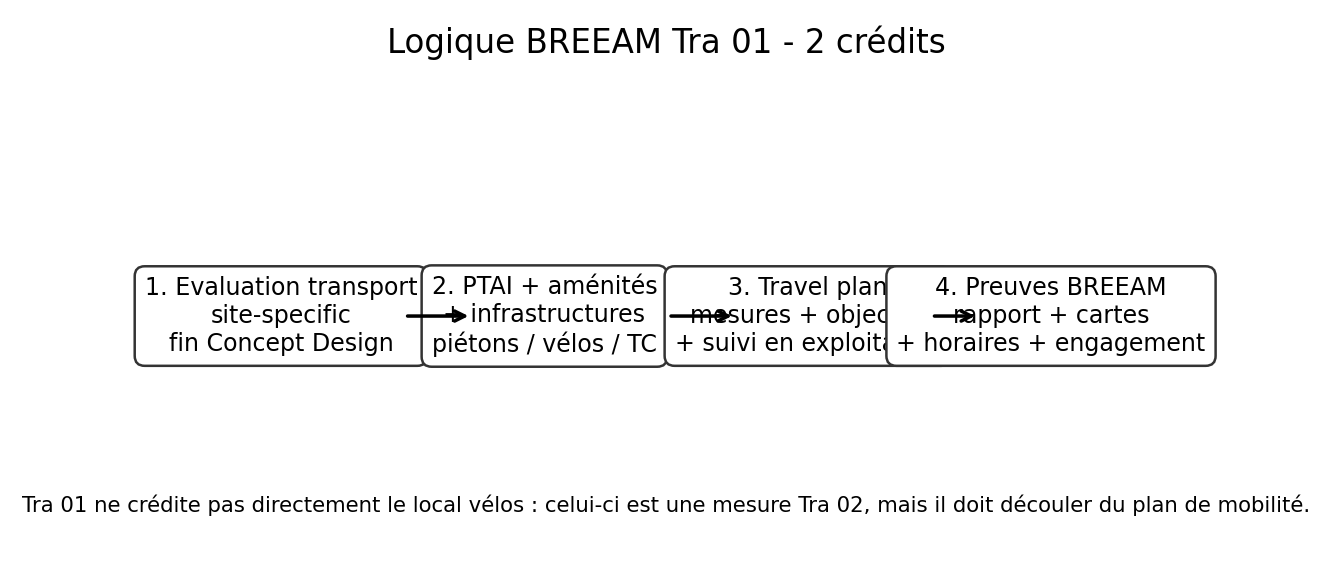 Logique BREEAM Tra 01 - 2 crédits
1. Evaluation transport
site-specific
fin Concept Design
2. PTAI + aménités
+ infrastructures
piétons / vélos / TC
3. Travel plan
mesures + objec
+ suivi en exploita
4. Preuves BREEAM
rapport + cartes
+ horaires + engagement
Tra 01 ne crédite pas directement le local vélos : celui-ci est une mesure Tra 02, mais il doit découler du plan de mobilité.